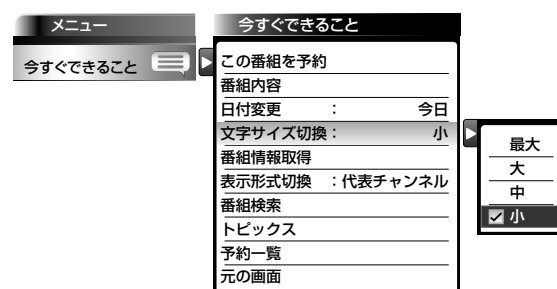 メニュー
今すぐできること
今すぐできること
この番組を予約
番組内容
日付変更 : 今日
文字サイズ切換 : 小
番組情報取得
表示形式切換 : 代表チャンネル
番組検索
トピックス
予約一覧
元の画面
最大
大
中
小